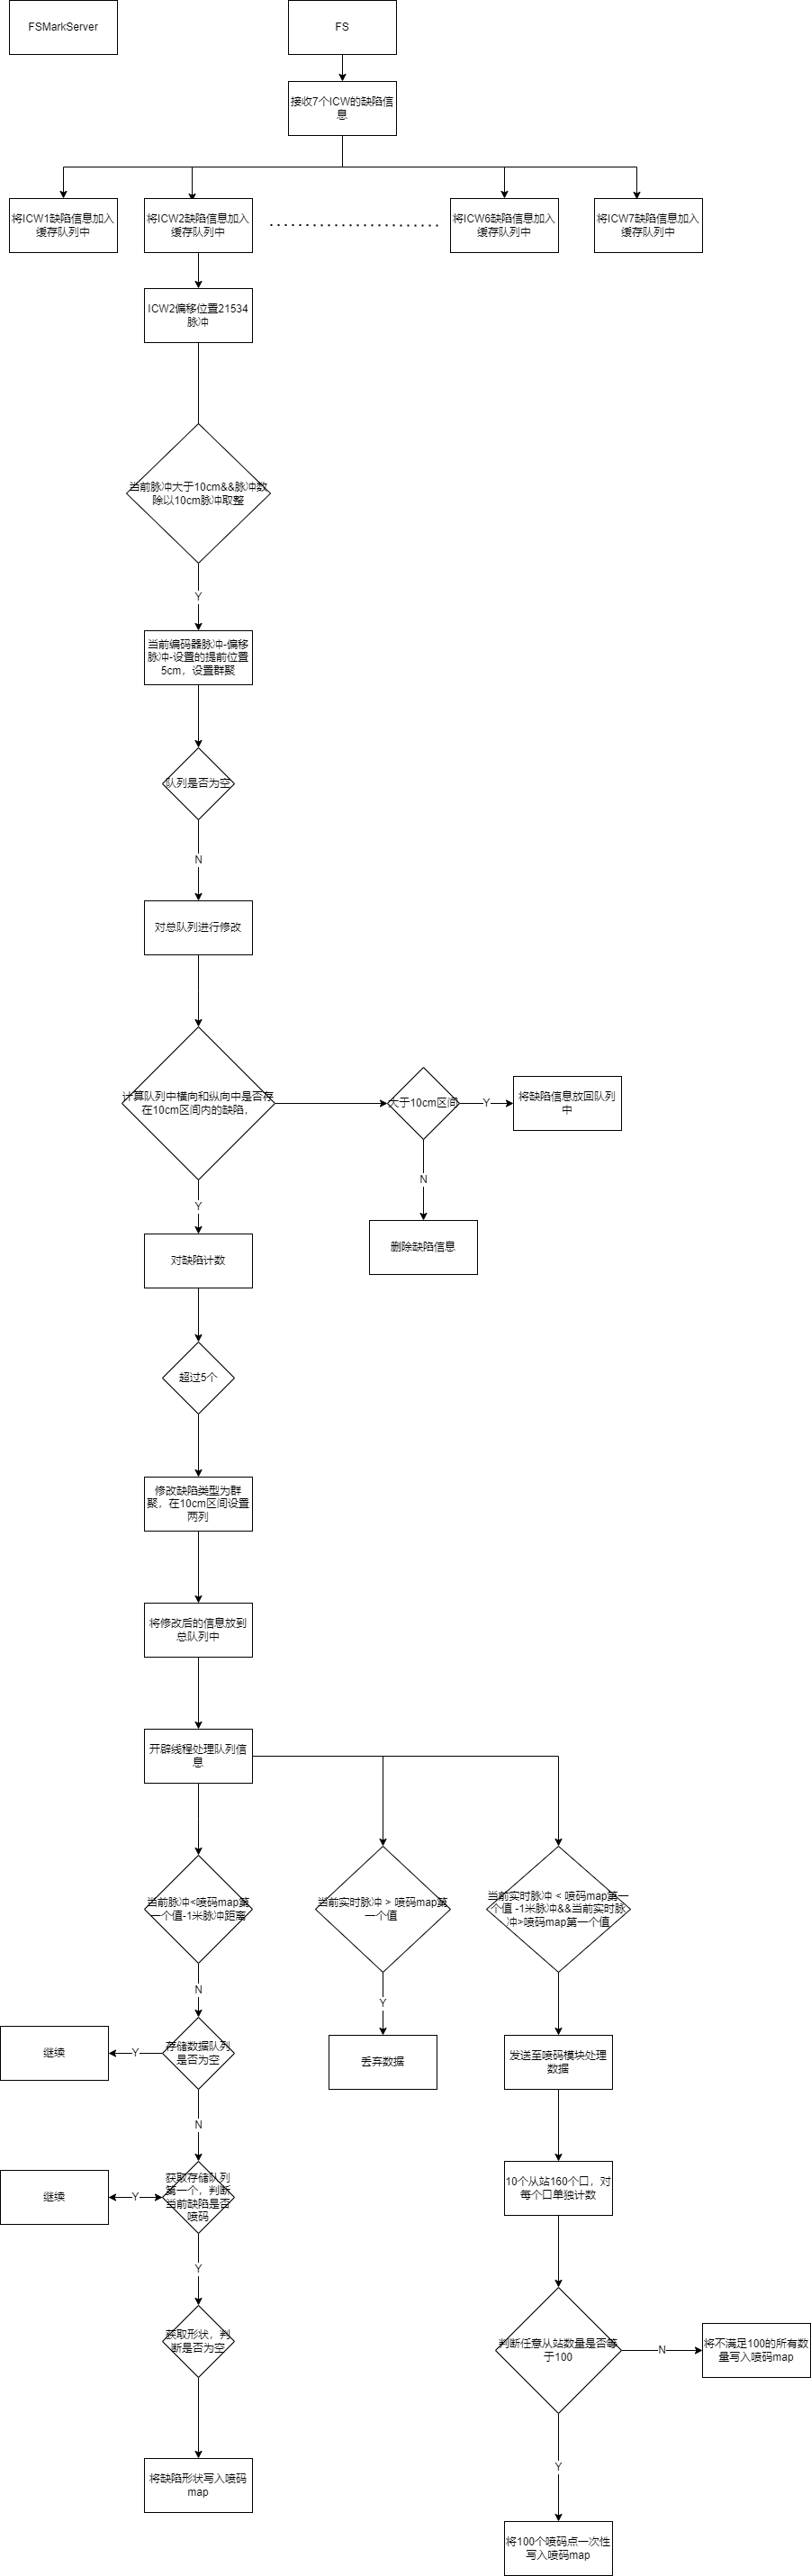 FSMarkServer
FS
接收7个ICW的缺陷信
息
将ICW1缺陷信息加入
缓存队列中
将ICW2缺陷信息加入
缓存队列中
将ICW6缺陷信息加入
缓存队列中
将ICW7缺陷信息加入
缓存队列中
ICW2偏移位置21534
脉冲
当前脉冲大于10cm&&脉冲数
除以10cm脉冲取整
Y
当前编码器脉冲-偏移
脉冲-设置的提前位置
5cm，设置群聚
队列是否为空
N
对总队列进行修改
计算队列中横向和纵向中是否存
在10cm区间内的缺陷，
大于10cm区间
Y
将缺陷信息放回队列
中
N
删除缺陷信息
Y
对缺陷计数
超过5个
修改缺陷类型为群
聚，在10cm区间设置
两列
将修改后的信息放到
总队列中
开辟线程处理队列信
息
当前脉冲<喷码map第
一个值-1米脉冲距离
当前实时脉冲 > 喷码map第
一个值
当前实时脉冲 < 喷码map第一
个值 -1米脉冲&&当前实时脉
冲>喷码map第一个值
N
Y
存储数据队列
是否为空
Y
继续
丢弃数据
发送至喷码模块处理
数据
N
获取存储队列
第一个，判断
当前缺陷是否
喷码
Y
继续
10个从站160个口，对
每个口单独计数
Y
获取形状，判
断是否为空
判断任意从站数量是否等
于100
N
将不满足100的所有数
量写入喷码map
将缺陷形状写入喷码
map
Y
将100个喷码点一次性
写入喷码map